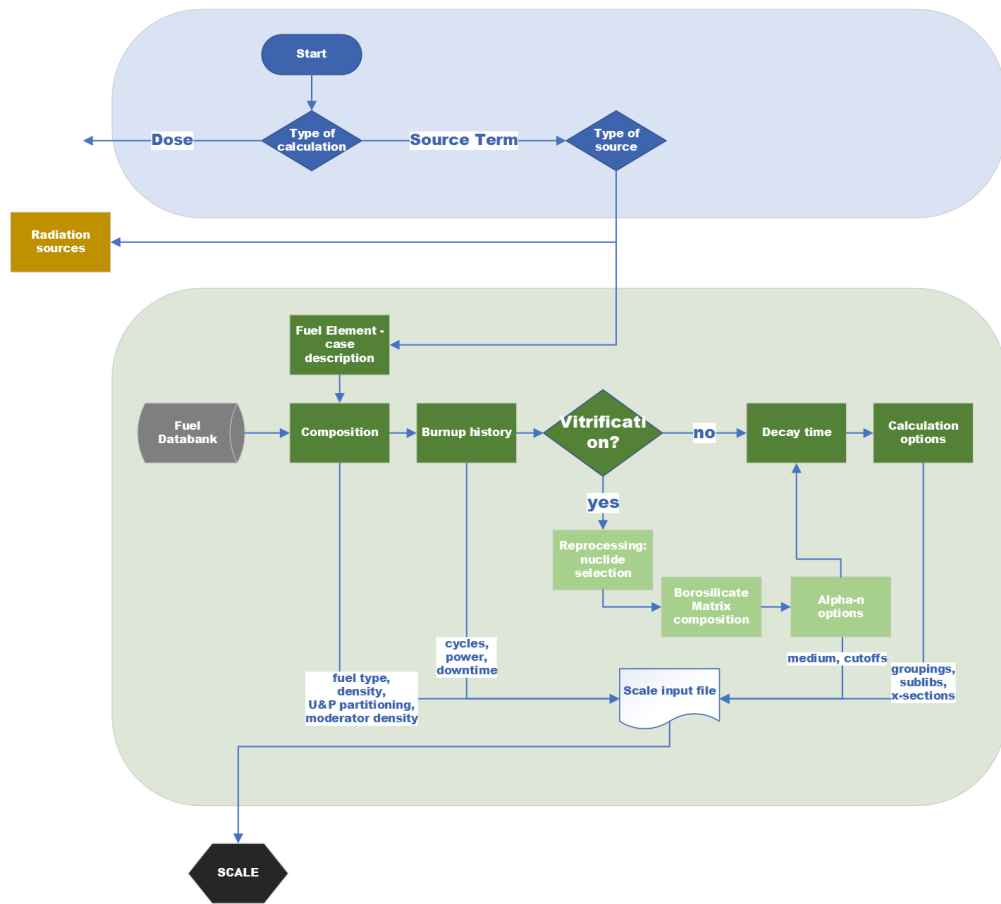 Start
Type of
calculation
Dose
Source Term
Type of
source
Radiation
sources
Fuel Element -
case
description
Fuel
Databank
Composition
Burnup history
Vitrificati
on?
no
Decay time
Calculation
options
yes
Reprocessing:
nuclide
selection
Borosilicate
Matrix
composition
Alpha-n
options
cycles,
power,
downtime
medium, cutoffs
groupings,
sublibs,
x-sections
fuel type,
density,
U&P partitioning,
moderator density
Scale input file
SCALE